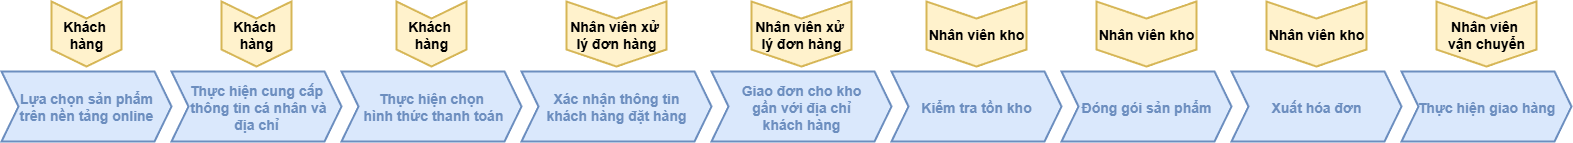 Khách
hàng
Khách
hàng
Khách
hàng
Nhân viên xử
lý đơn hàng
Nhân viên xử
lý đơn hàng
Nhân viên kho
Nhân viên kho
Nhân viên kho
Nhân viên
vận chuyển
Lựa chọn sản phẩm
trên nền tảng online
Thực hiện cung cấp
thông tin cá nhân và
địa chỉ
Thực hiện chọn
hình thức thanh toán
Xác nhận thông tin
khách hàng đặt hàng
Giao đơn cho kho
gần với địa chỉ
khách hàng
Kiểm tra tồn kho
Đóng gói sản phẩm
Xuất hóa đơn
Thực hiện giao hàng